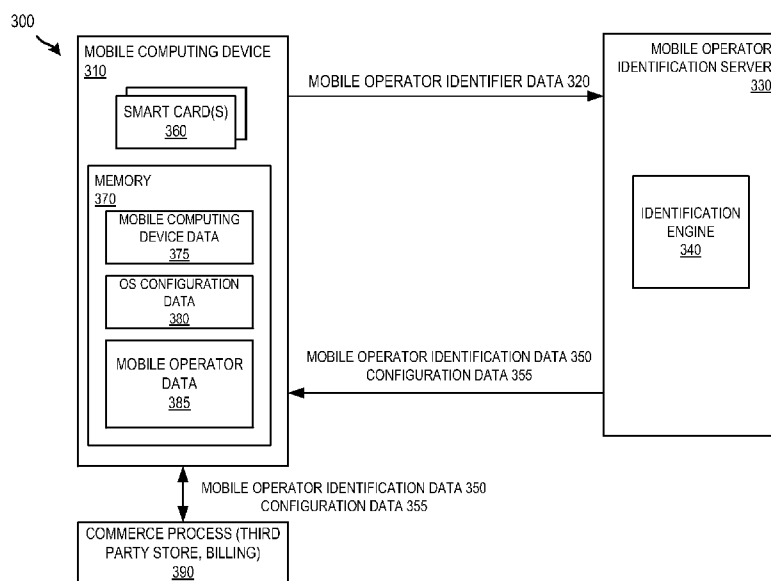 300
MOBILE COMPUTING DEVICE
310
SMART CARD(S)
360
MEMORY
370
MOBILE COMPUTING
DEVICE DATA
375
OS CONFIGURATION
DATA
380
MOBILE OPERATOR
DATA
385
MOBILE OPERATOR IDENTIFIER DATA 320
MOBILE OPERATOR
IDENTIFICATION SERVER
330
IDENTIFICATION
ENGINE
340
MOBILE OPERATOR IDENTIFICATION DATA 350
CONFIGURATION DATA 355
MOBILE OPERATOR IDENTIFICATION DATA 350
CONFIGURATION DATA 355
COMMERCE PROCESS (THIRD
PARTY STORE, BILLING)
390